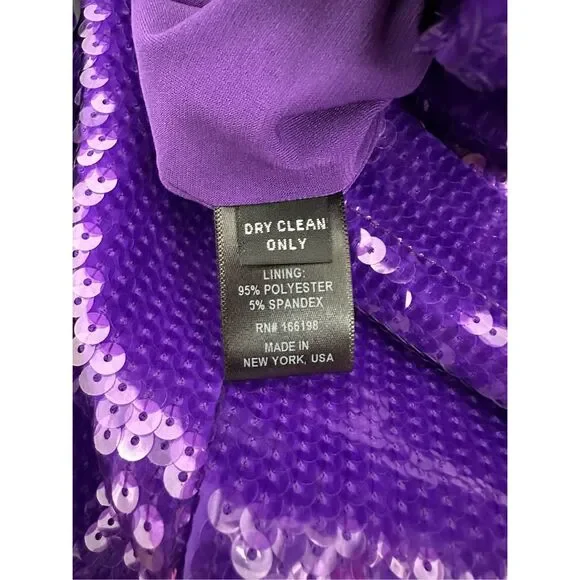 DRY CLEAN
ONLY
LINING:
95% POLYESTER
5% SPANDEX
RN# 166198
MADE IN
NEW YORK, USA